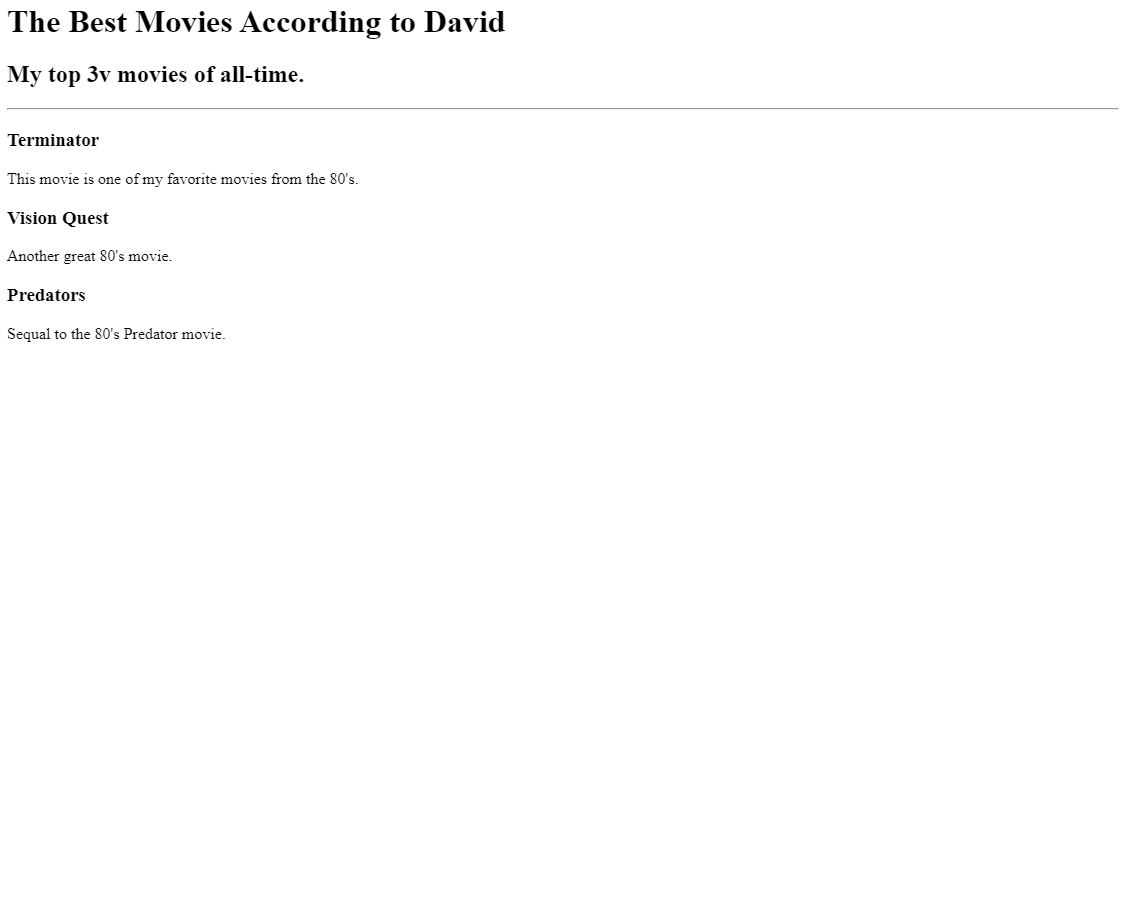 The Best Movies According to David
My top 3v movies of all-time.
Terminator
This movie is one of my favorite movies from the 80's.
Vision Quest
Another great 80's movie.
Predators
Sequal to the 80's Predator movie.